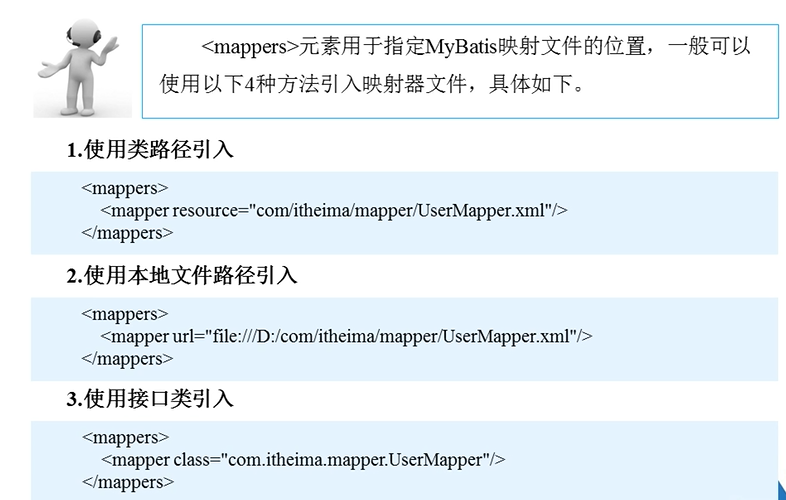 <mappers>元素用于指定MyBatis映射文件的位置，一般可以
使用以下4种方法引入映射器文件，具体如下。
1.使用类路径引入
<mappers>
<mapper resource="com/itheima/mapper/UserMapper.xml"/>
</mappers>
2.使用本地文件路径引入
<mappers>
<mapper url="file:///D:/com/itheima/mapper/UserMapper.xml"/>
</mappers>
3.使用接口类引入
<mappers>
<mapper class="com.itheima.mapper.UserMapper"/>
</mappers>